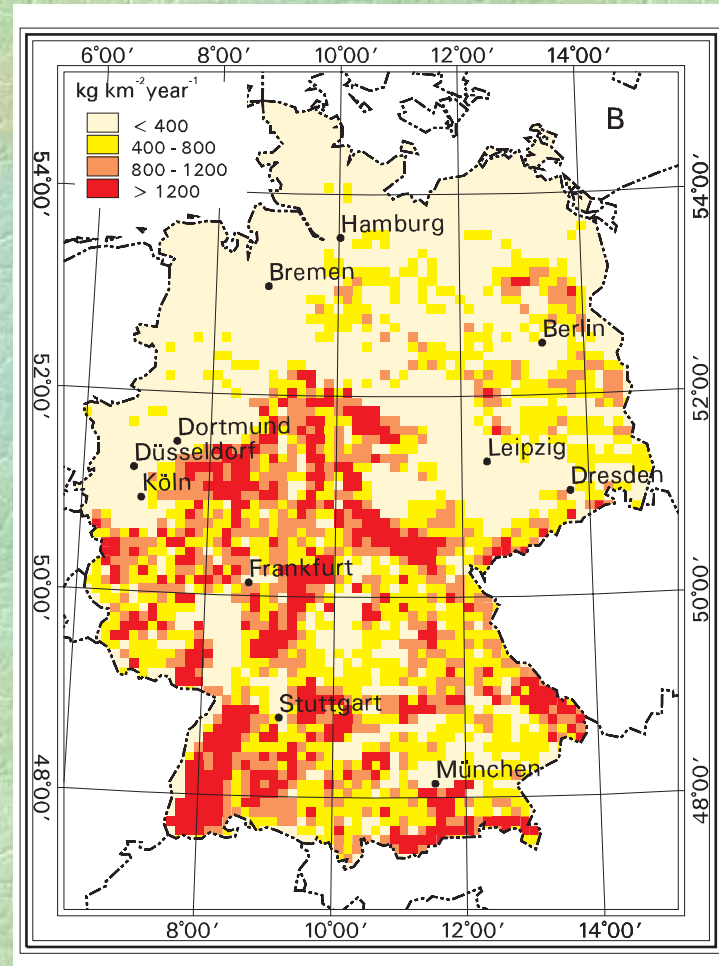 6°00′ 8°00′ 10°00′ 12°00′ 14°00′
kg km⁻² year⁻¹
B
< 400
400 - 800
800 - 1200
> 1200
54°00′
54°00′
Hamburg
Bremen
Berlin
52°00′
52°00′
Dortmund
Düsseldorf
Leipzig
Köln
Dresden
Frankfurt
50°00′
50°00′
Stuttgart
München
48°00′
48°00′
8°00′ 10°00′ 12°00′ 14°00′